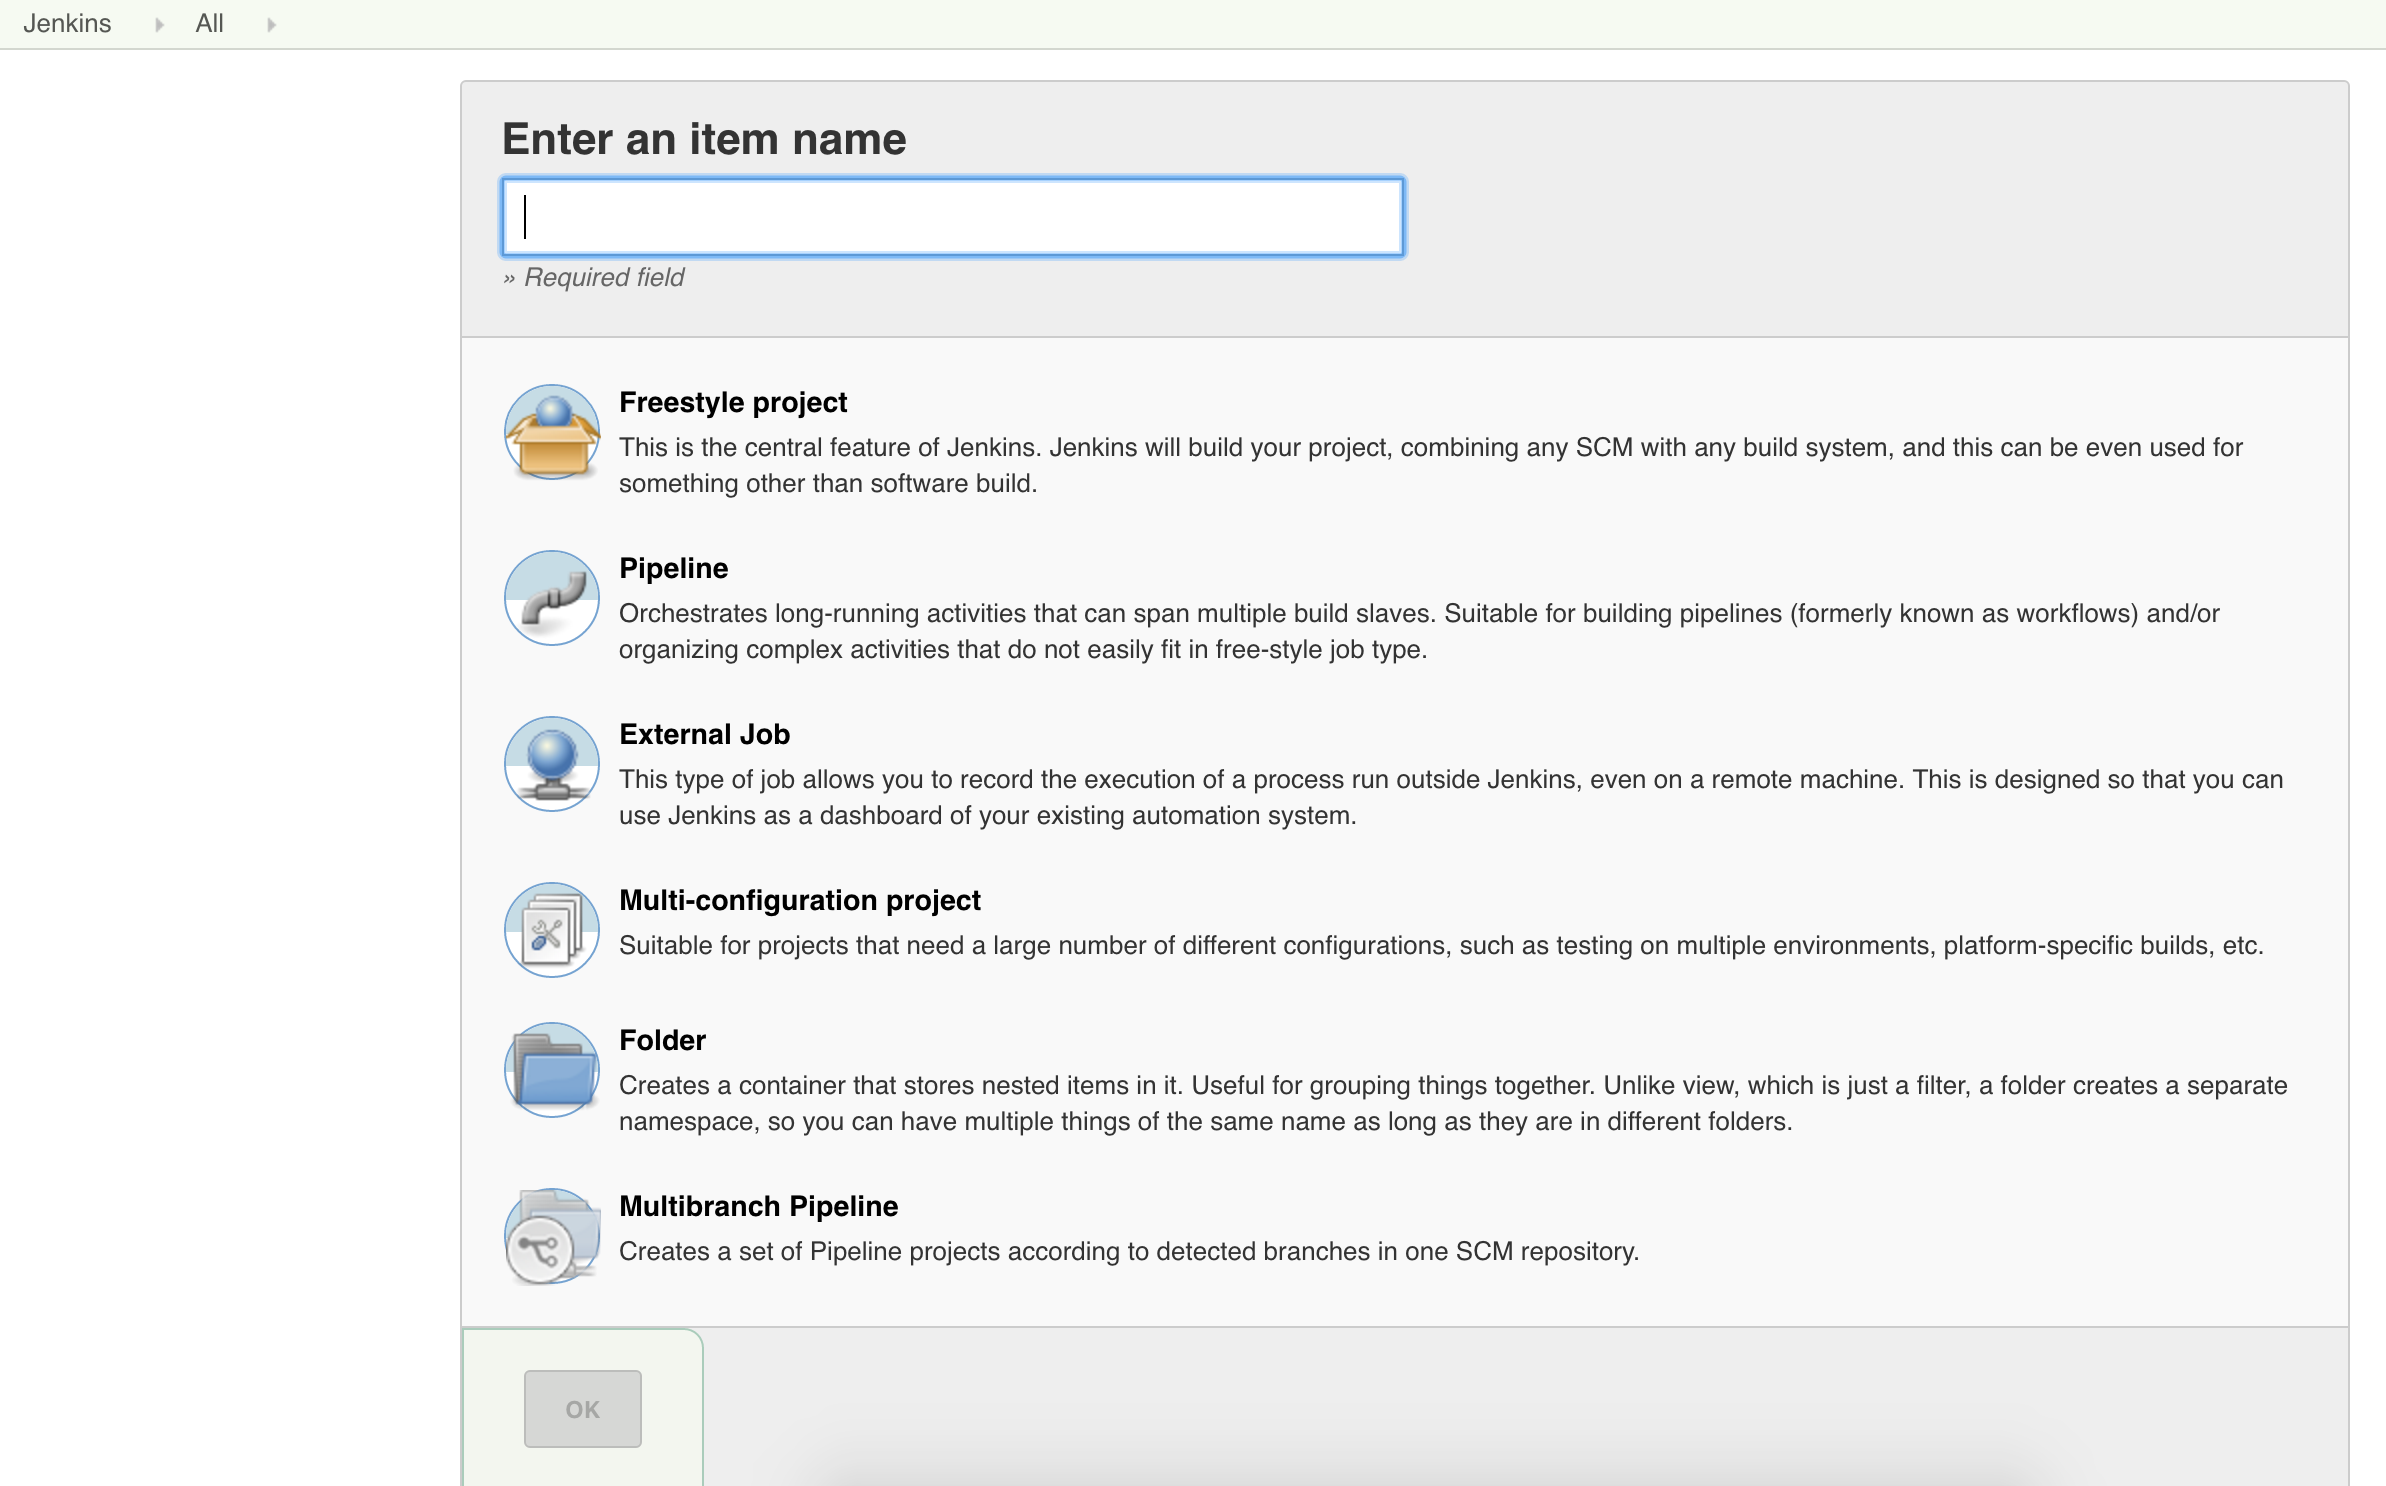 Jenkins All
Enter an item name
» Required field
Freestyle project
This is the central feature of Jenkins. Jenkins will build your project, combining any SCM with any build system, and this can be even used for
something other than software build.
Pipeline
Orchestrates long-running activities that can span multiple build slaves. Suitable for building pipelines (formerly known as workflows) and/or
organizing complex activities that do not easily fit in free-style job type.
External Job
This type of job allows you to record the execution of a process run outside Jenkins, even on a remote machine. This is designed so that you can
use Jenkins as a dashboard of your existing automation system.
Multi-configuration project
Suitable for projects that need a large number of different configurations, such as testing on multiple environments, platform-specific builds, etc.
Folder
Creates a container that stores nested items in it. Useful for grouping things together. Unlike view, which is just a filter, a folder creates a separate
namespace, so you can have multiple things of the same name as long as they are in different folders.
Multibranch Pipeline
Creates a set of Pipeline projects according to detected branches in one SCM repository.
OK